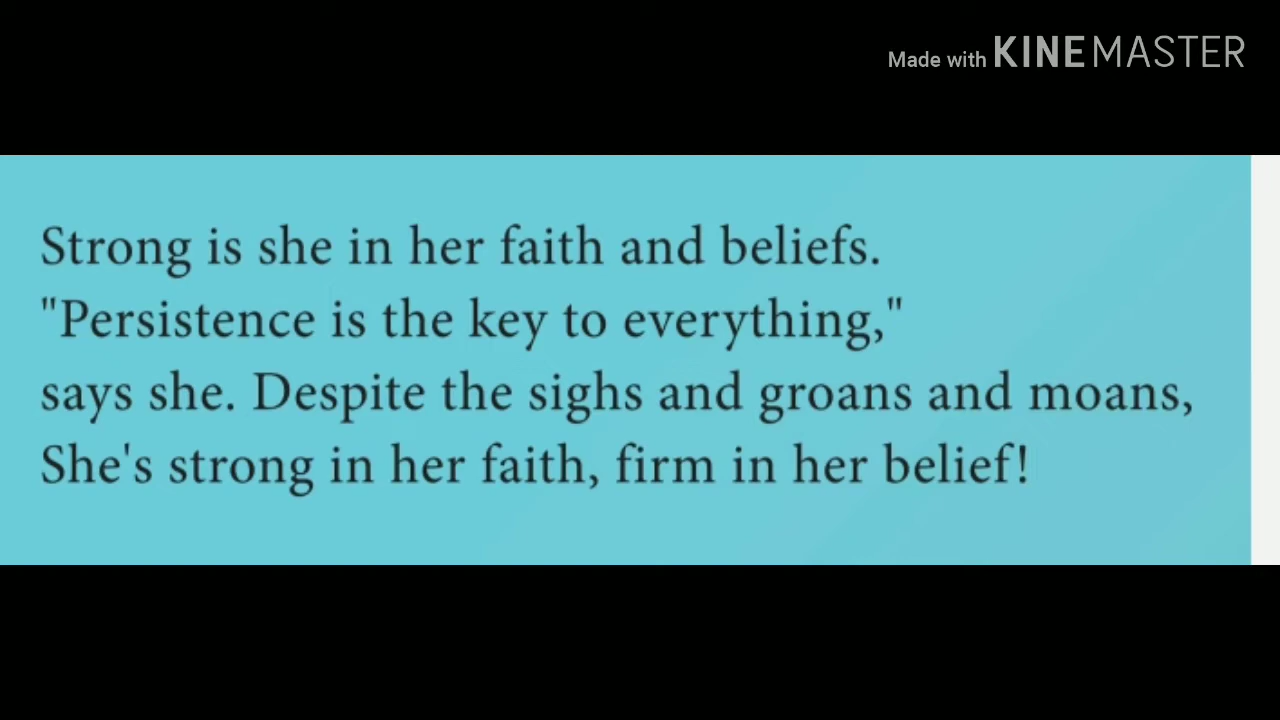 Made with KINEMASTER
Strong is she in her faith and beliefs.
"Persistence is the key to everything,"
says she. Despite the sighs and groans and moans,
She's strong in her faith, firm in her belief!